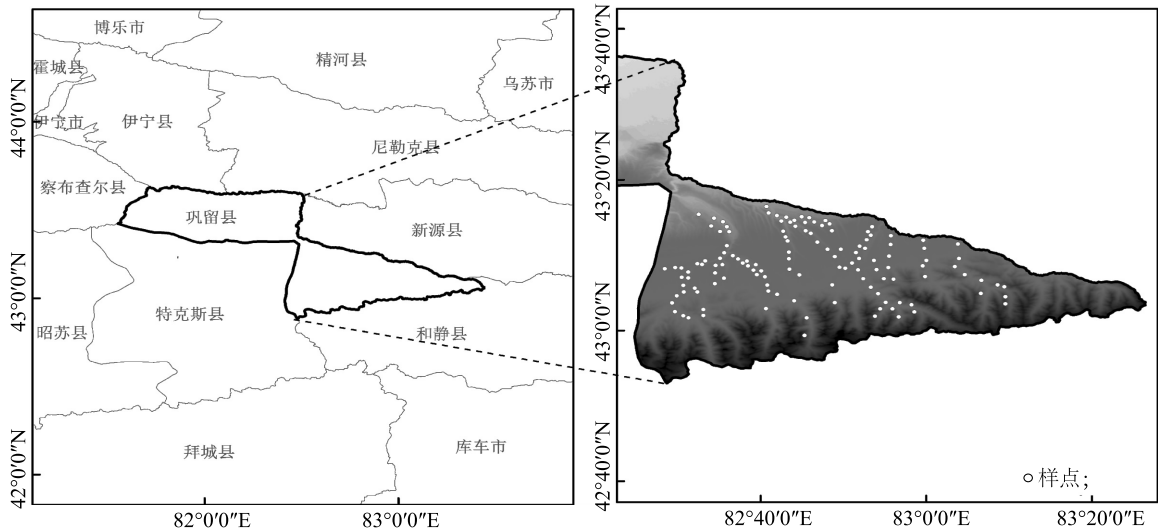 博乐市
精河县
霍城县
乌苏市
伊宁市
伊宁县
尼勒克县
察布查尔县
巩留县
新源县
特克斯县
昭苏县
和静县
拜城县
库车市
44°0′0″N
43°0′0″N
42°0′0″N
82°0′0″E
83°0′0″E
43°40′0″N
43°20′0″N
43°0′0″N
42°40′0″N
82°40′0″E
83°0′0″E
83°20′0″E
样点;